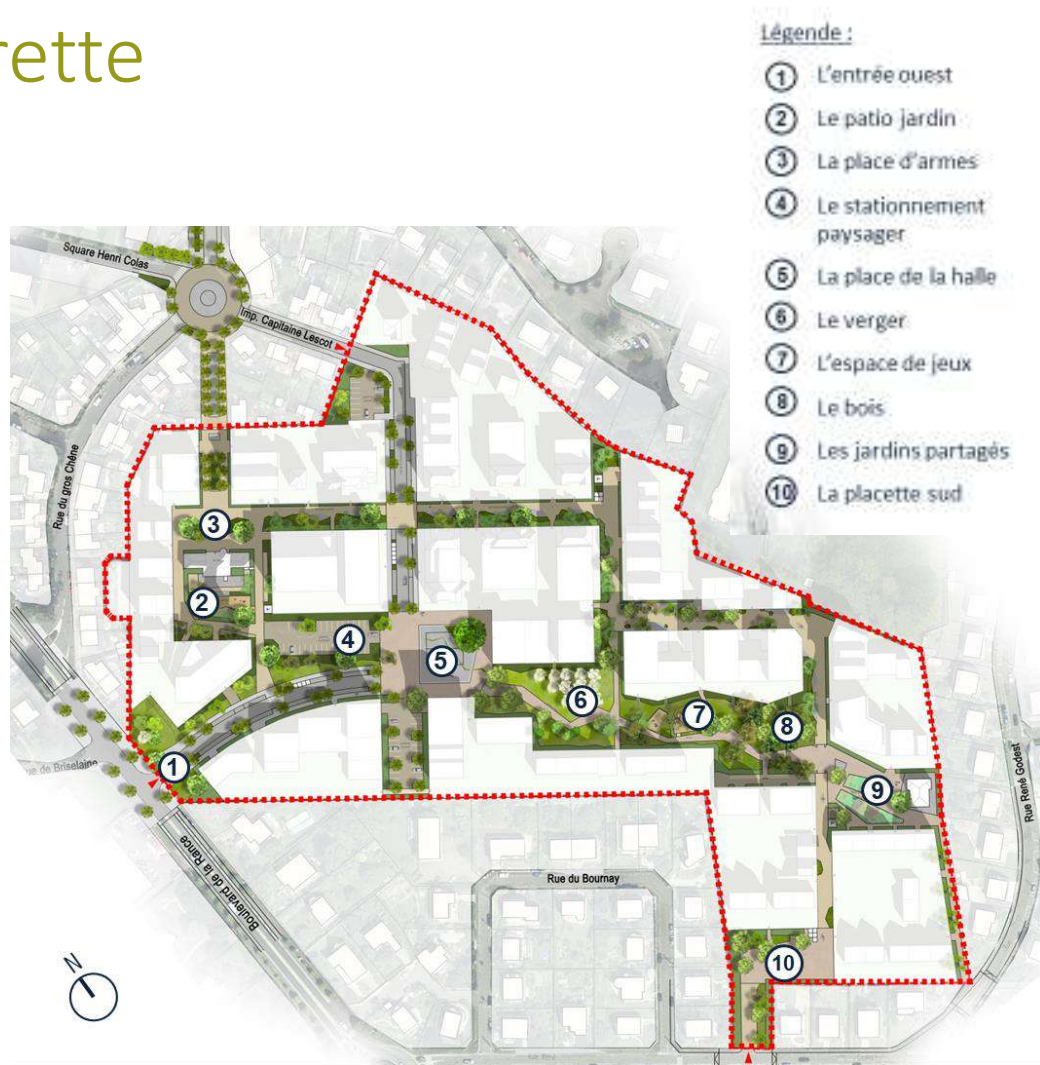 rette
Légende :
1 L'entrée ouest
2 Le patio jardin
3 La place d'armes
4 Le stationnement
paysager
5 La place de la halle
6 Le verger
7 L'espace de jeux
8 Le bois
9 Les jardins partagés
10 La placette sud
Square Henri Colas
Imp. Capitaine Lescot
Rue du gros Chêne
3
2
4
5
6
7
8
1
de Briselaine
9
Rue René Godest
Boulevard de la Rance
Rue du Bournay
10
N